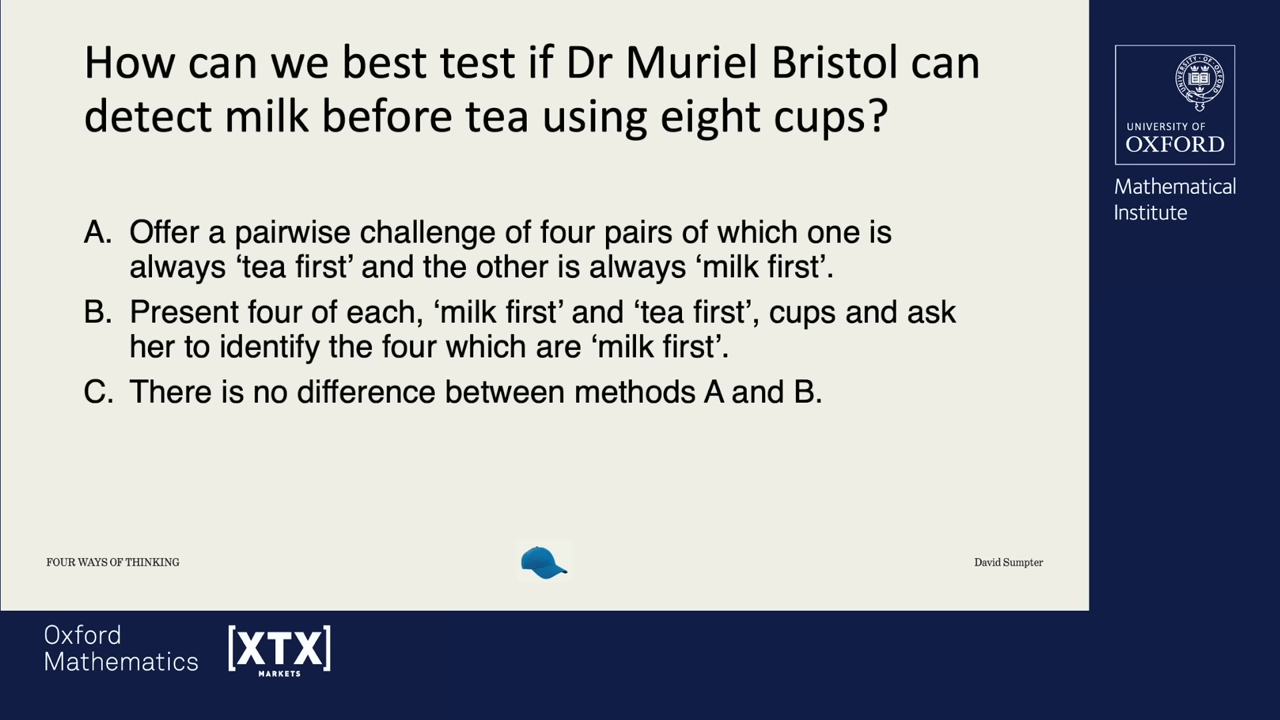 How can we best test if Dr Muriel Bristol can
detect milk before tea using eight cups?
A. Offer a pairwise challenge of four pairs of which one is
always ‘tea first’ and the other is always ‘milk first’.
B. Present four of each, ‘milk first’ and ‘tea first’, cups and ask
her to identify the four which are ‘milk first’.
C. There is no difference between methods A and B.
FOUR WAYS OF THINKING
David Sumpter
UNIVERSITY OF
OXFORD
Mathematical
Institute
Oxford
Mathematics
[XTX]
MARKETS